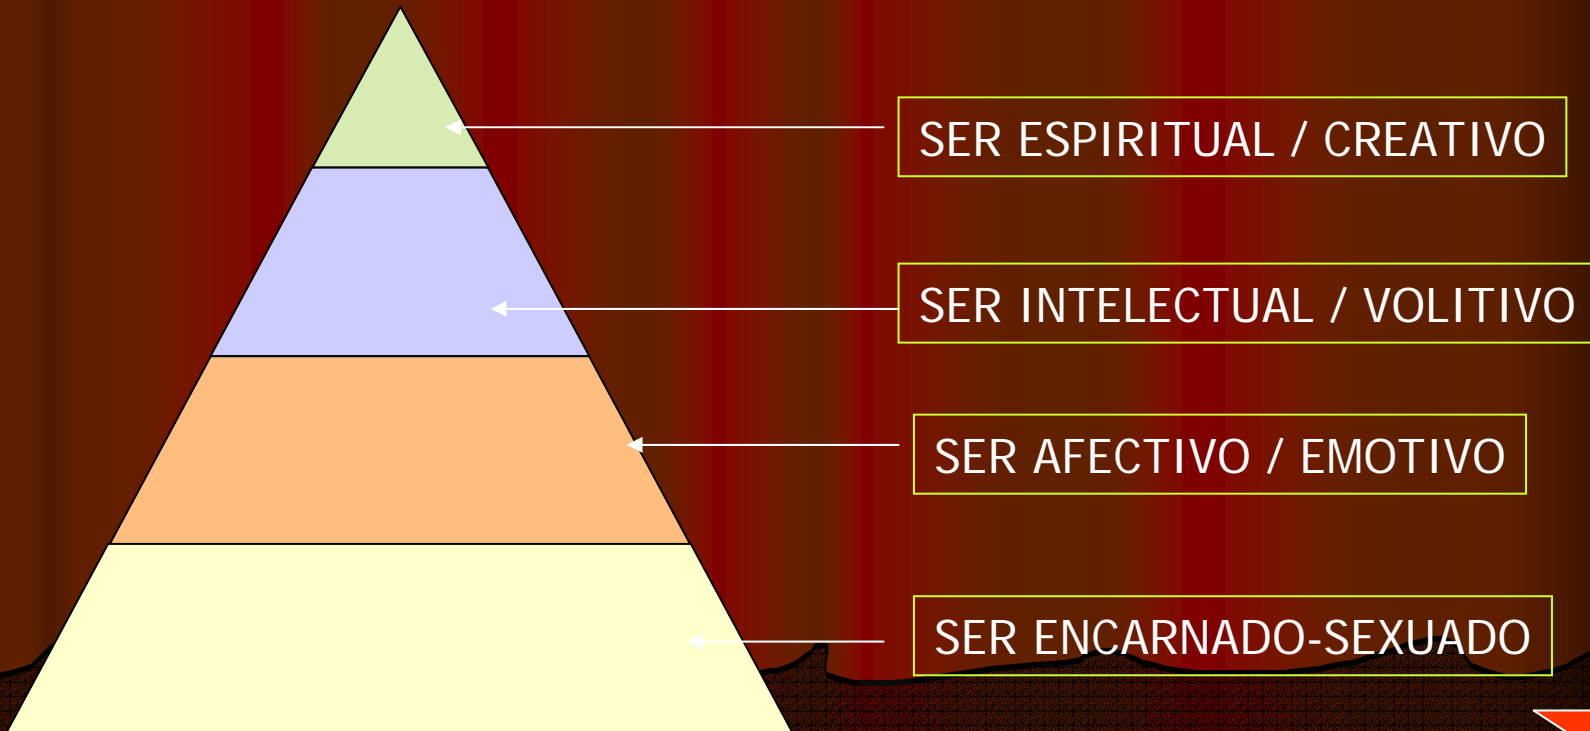 SER ESPIRITUAL / CREATIVO
SER INTELECTUAL / VOLITIVO
SER AFECTIVO / EMOTIVO
SER ENCARNADO-SEXUADO